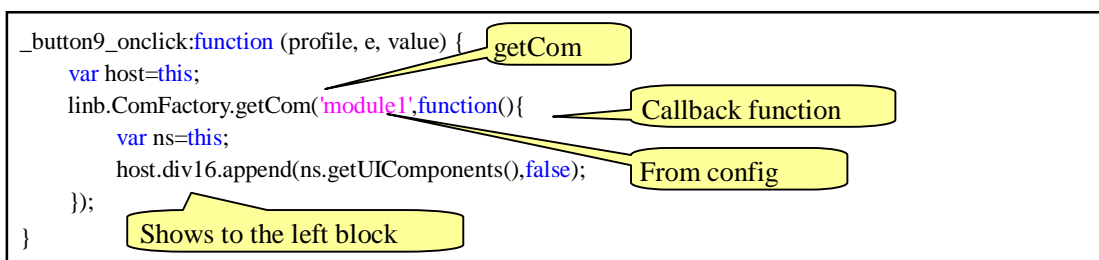 _button9_onclick:function (profile, e, value) {
getCom
var host=this;
linb.ComFactory.getCom('module1',function(){
Callback function
var ns=this;
host.div16.append(ns.getUIComponents(),false);
From config
});
Shows to the left block
}